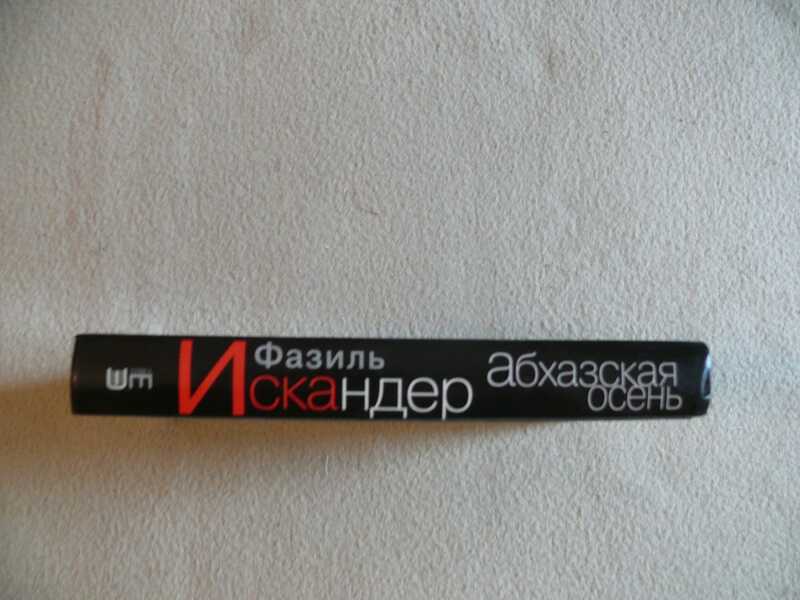 Фазиль
Искандер
Абхазская
осень